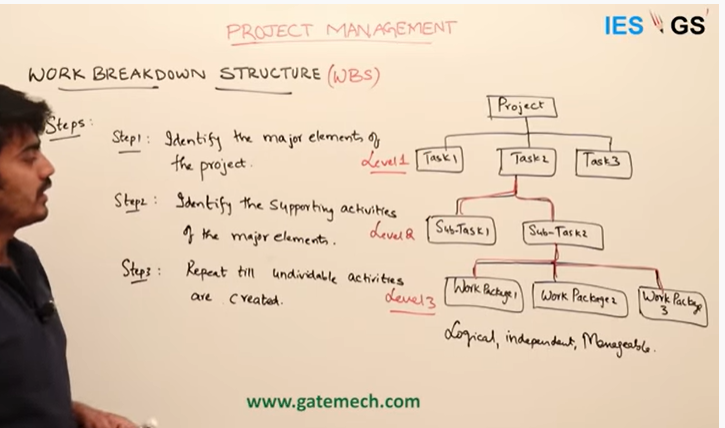 PROJECT MANAGEMENT
IES GS
WORK BREAKDOWN STRUCTURE (WBS)
Steps:
Step1: Identify the major elements of
the project.
Step2: Identify the supporting activities
of the major elements.
Step3: Repeat till undividable activities
are created.
Project
Level 1
Task1
Task2
Task3
Level2
Sub-Task1
Sub-Task2
Level3
Work Package1
Work Package2
Work Package
3
Logical, independent, Manageable.
www.gatemech.com